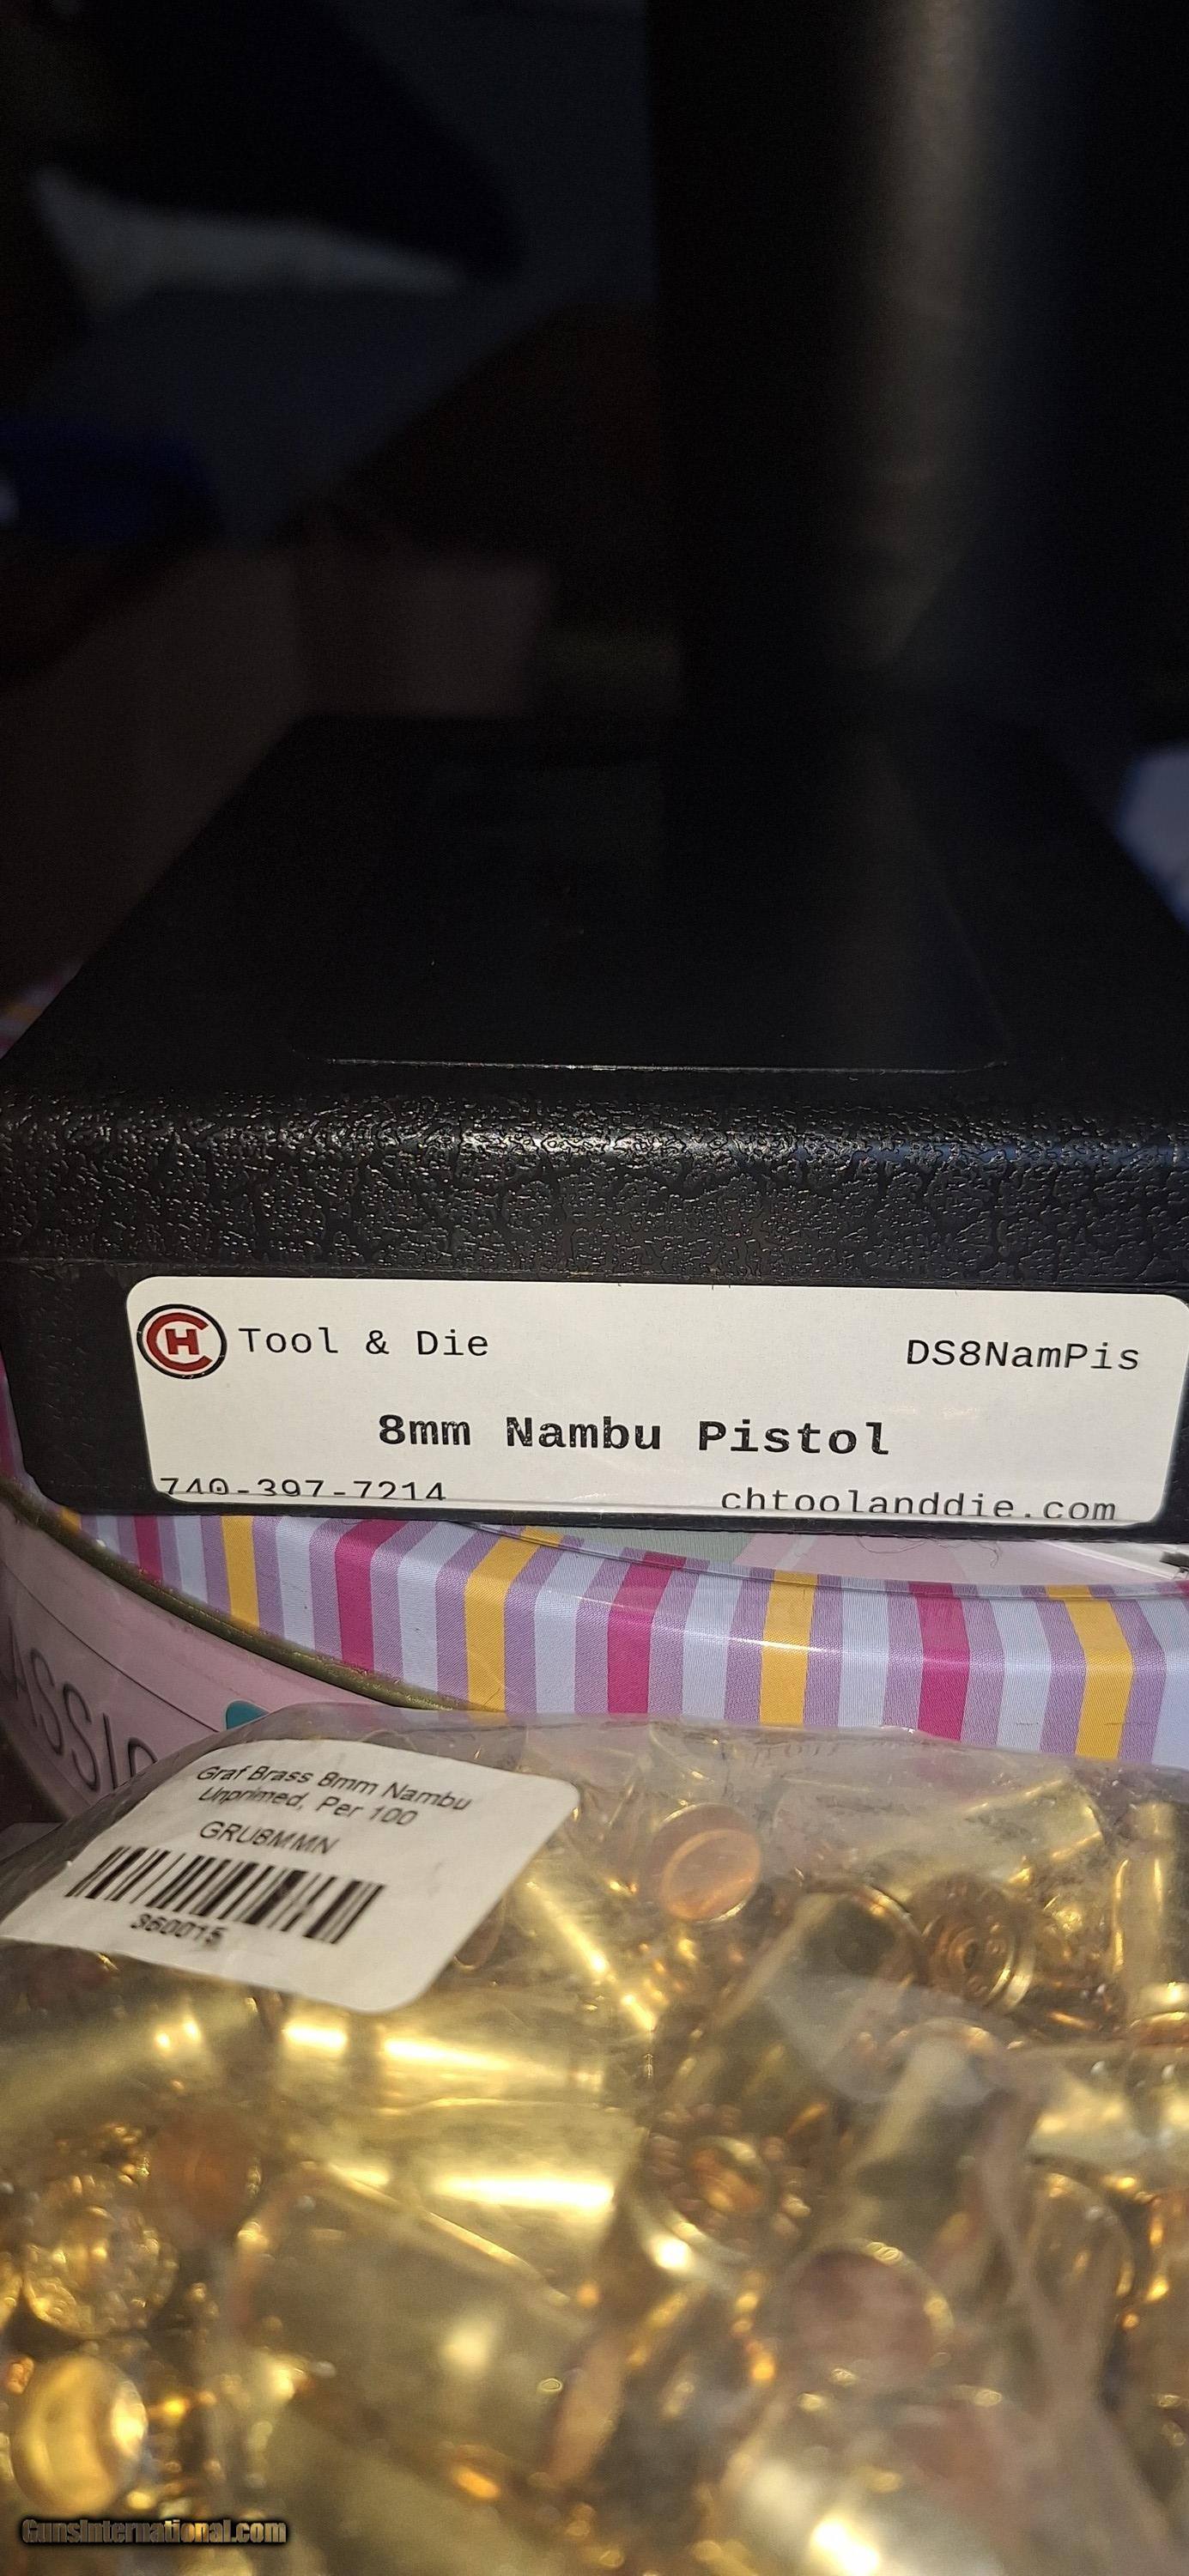 CH Tool & Die
DS8NamPis
8mm Nambu Pistol
740-397-7214
chtoolanddie.com
Graf Brass 8mm Nambu
Unprimed, Per 100
GRU8MMN
360015
GunsInternational.com